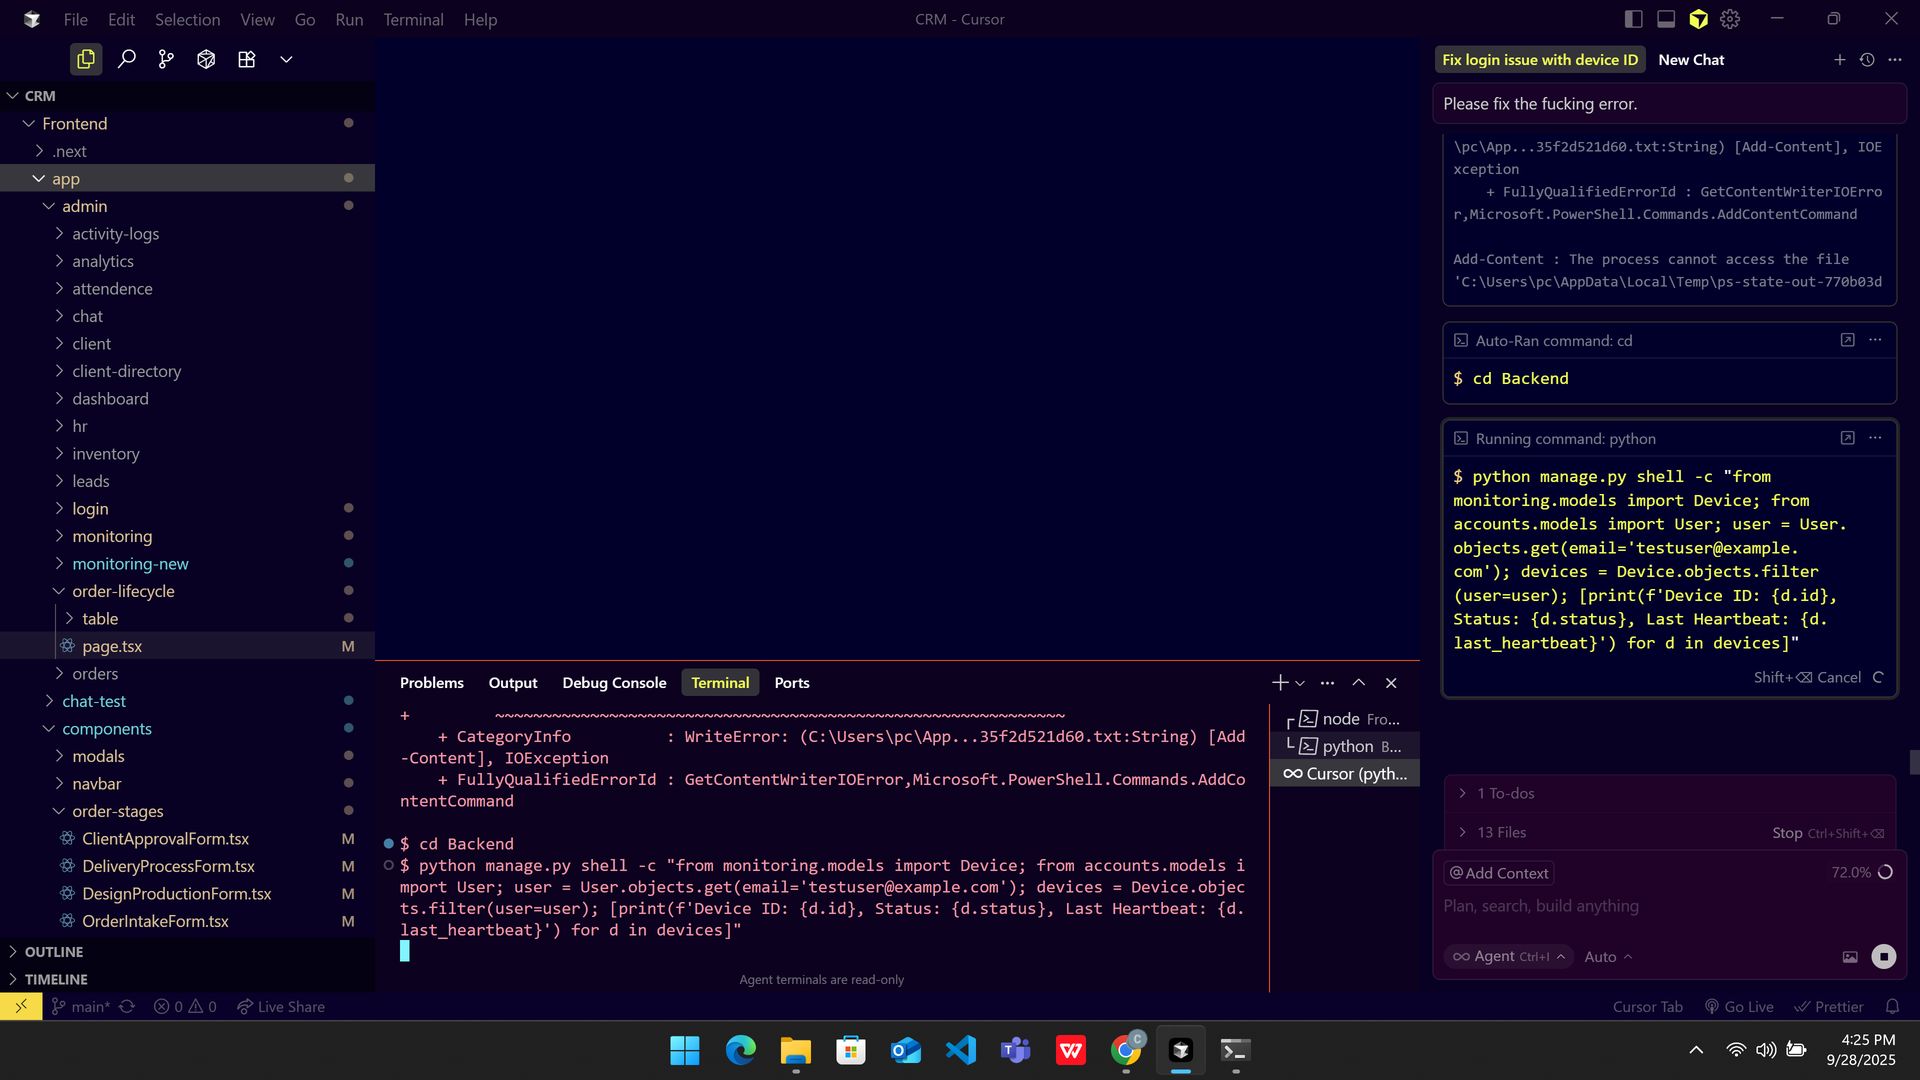 File Edit Selection View Go Run Terminal Help
CRM - Cursor
CRM
Frontend
.next
app
admin
activity-logs
analytics
attendence
chat
client
client-directory
dashboard
hr
inventory
leads
login
monitoring
monitoring-new
order-lifecycle
table
page.tsx M
orders
chat-test
components
modals
navbar
order-stages
ClientApprovalForm.tsx M
DeliveryProcessForm.tsx M
DesignProductionForm.tsx M
OrderIntakeForm.tsx M
OUTLINE
TIMELINE
Problems Output Debug Console Terminal Ports
+ ~~~~~~~~~~~~~~~~~~~~~~~~~~~~~~~~~~~~~~~~~~~~~~~~~~~~~~~~~~~~
+ CategoryInfo : WriteError: (C:\Users\pc\App...35f2d521d60.txt:String) [Add
-Content], IOException
+ FullyQualifiedErrorId : GetContentWriterIOError,Microsoft.PowerShell.Commands.AddCo
ntentCommand
$ cd Backend
$ python manage.py shell -c "from monitoring.models import Device; from accounts.models i
mport User; user = User.objects.get(email='testuser@example.com'); devices = Device.objec
ts.filter(user=user); [print(f'Device ID: {d.id}, Status: {d.status}, Last Heartbeat: {d.
last_heartbeat}') for d in devices]"
Agent terminals are read-only
node Fro...
python B...
Cursor (pyth...
Fix login issue with device ID New Chat
Please fix the fucking error.
\pc\App...35f2d521d60.txt:String) [Add-Content], IOE
xception
+ FullyQualifiedErrorId : GetContentWriterIOErro
r,Microsoft.PowerShell.Commands.AddContentCommand
Add-Content : The process cannot access the file
'C:\Users\pc\AppData\Local\Temp\ps-state-out-770b03d
Auto-Ran command: cd
$ cd Backend
Running command: python
$ python manage.py shell -c "from
monitoring.models import Device; from
accounts.models import User; user = User.
objects.get(email='testuser@example.
com'); devices = Device.objects.filter
(user=user); [print(f'Device ID: {d.id},
Status: {d.status}, Last Heartbeat: {d.
last_heartbeat}') for d in devices]"
Shift+⌫ Cancel
1 To-dos
13 Files Stop Ctrl+Shift+⌫
@ Add Context 72.0%
Plan, search, build anything
∞ Agent Ctrl+I Auto
main* 0 0 Live Share
Cursor Tab Go Live Prettier
4:25 PM
9/28/2025